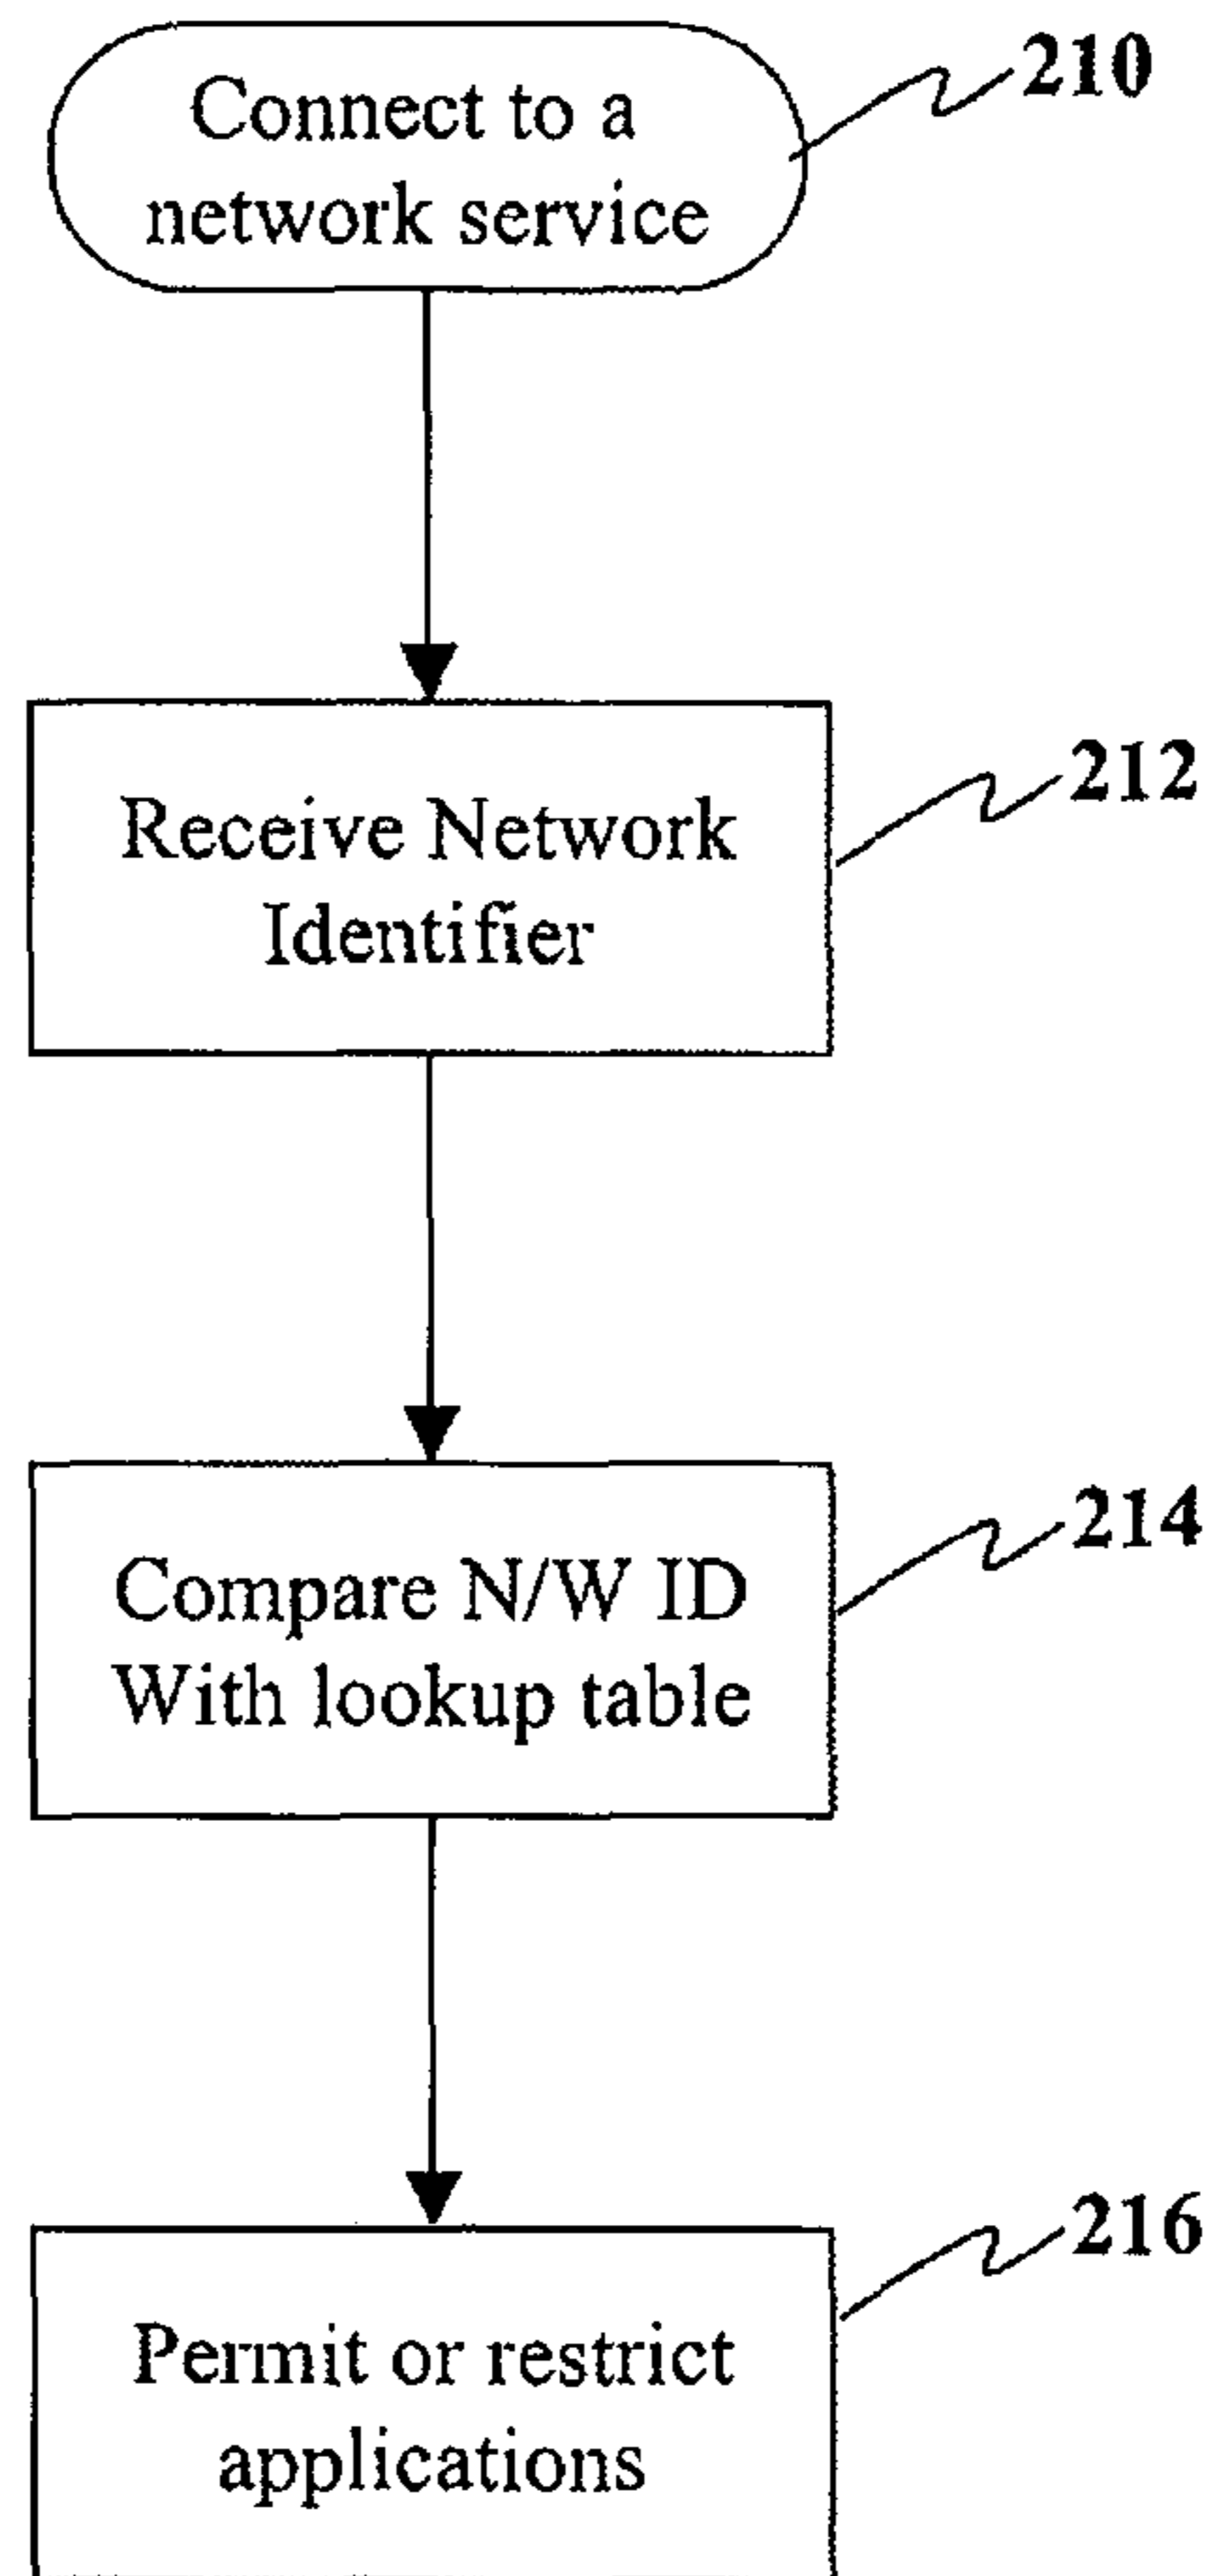 Connect to a
network service
210
Receive Network
Identifier
212
Compare N/W ID
With lookup table
214
Permit or restrict
applications
216